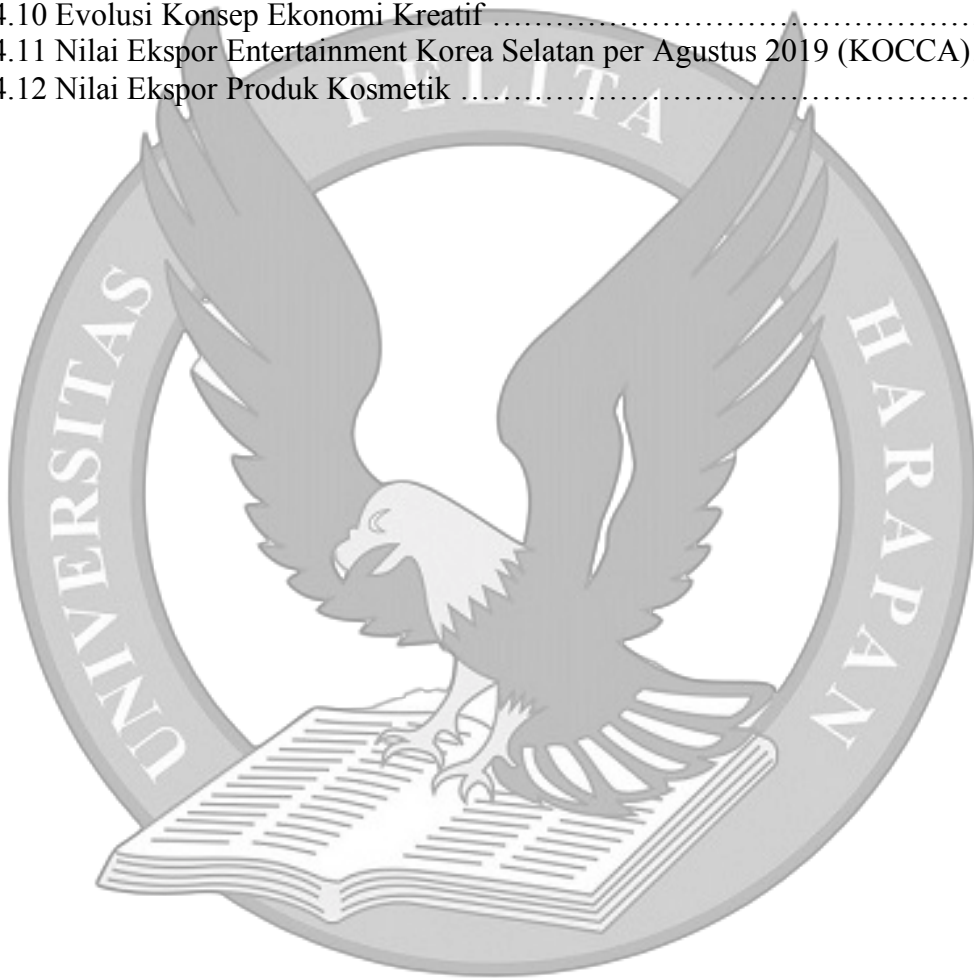 4.10 Evolusi Konsep Ekonomi Kreatif ……………………………………………
4.11 Nilai Ekspor Entertainment Korea Selatan per Agustus 2019 (KOCCA)
4.12 Nilai Ekspor Produk Kosmetik ………………………………………………
UNIVERSITAS PELITA HARAPAN